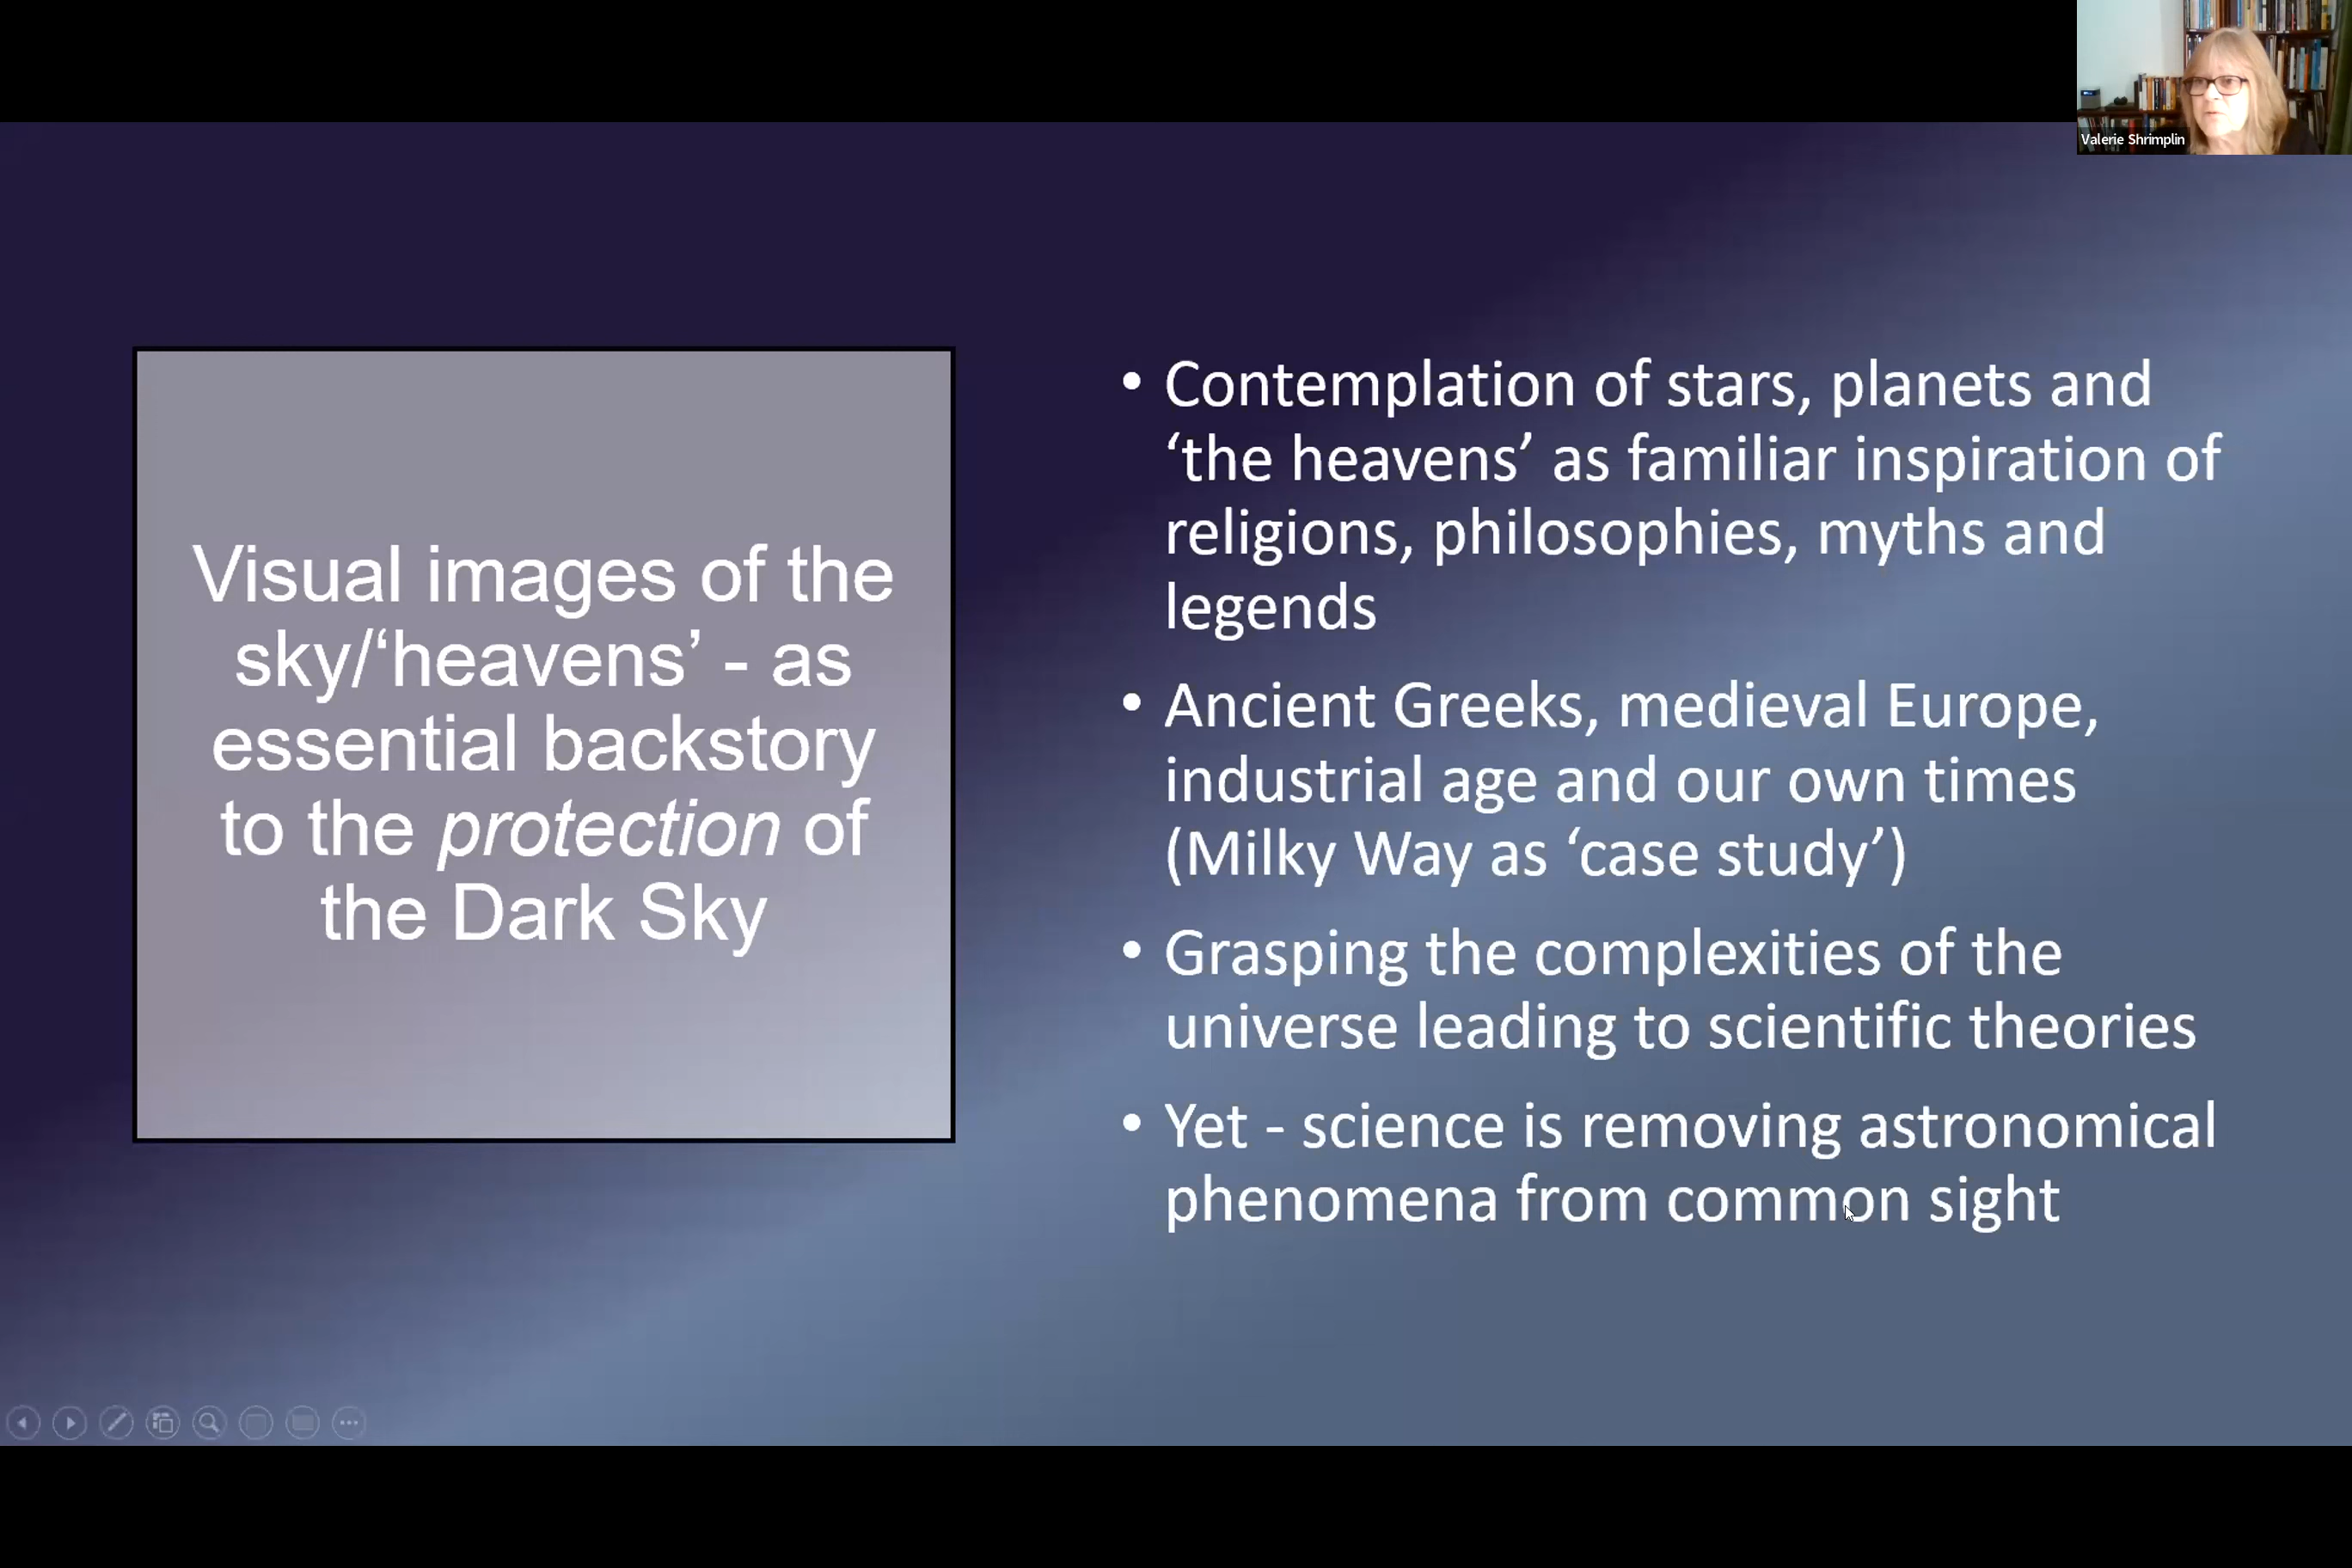 Valerie Shrimplin
Visual images of the
sky/‘heavens’ - as
essential backstory
to the protection of
the Dark Sky
• Contemplation of stars, planets and
‘the heavens’ as familiar inspiration of
religions, philosophies, myths and
legends
• Ancient Greeks, medieval Europe,
industrial age and our own times
(Milky Way as ‘case study’)
• Grasping the complexities of the
universe leading to scientific theories
• Yet - science is removing astronomical
phenomena from common sight